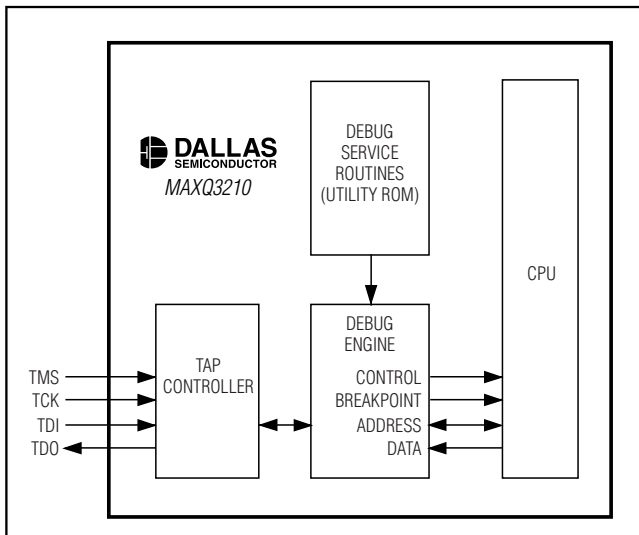 DALLAS
SEMICONDUCTOR
MAXQ3210
DEBUG
SERVICE
ROUTINES
(UTILITY ROM)
CPU
TAP
CONTROLLER
DEBUG
ENGINE
CONTROL
BREAKPOINT
ADDRESS
DATA
TMS
TCK
TDI
TDO